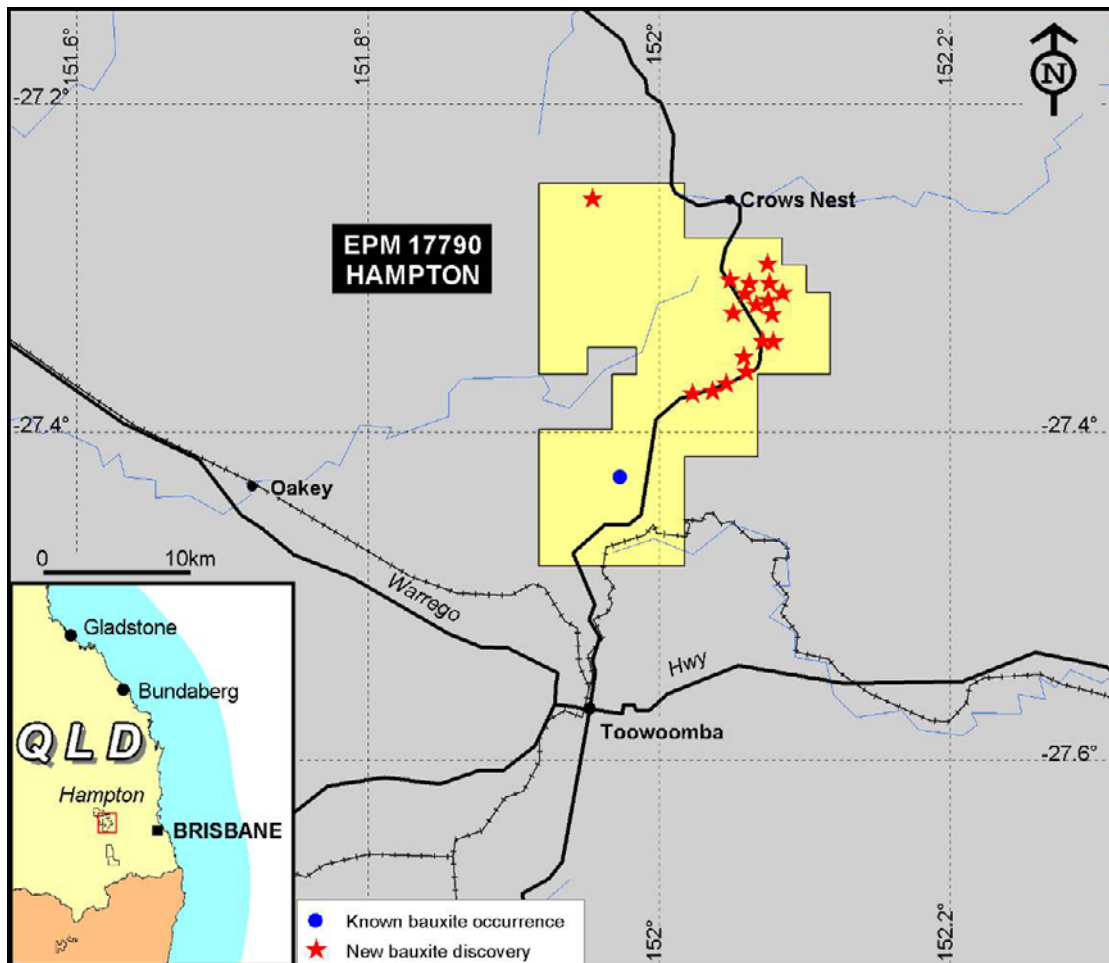 151.6°
151.8°
152°
152.2°
-27.2°
N
Crows Nest
EPM 17790
HAMPTON
-27.4°
-27.4°
Oakey
0 10km
Warrego
Hwy
Toowoomba
-27.6°
Gladstone
Bundaberg
QLD
Hampton
BRISBANE
152°
152.2°
Known bauxite occurrence
New bauxite discovery